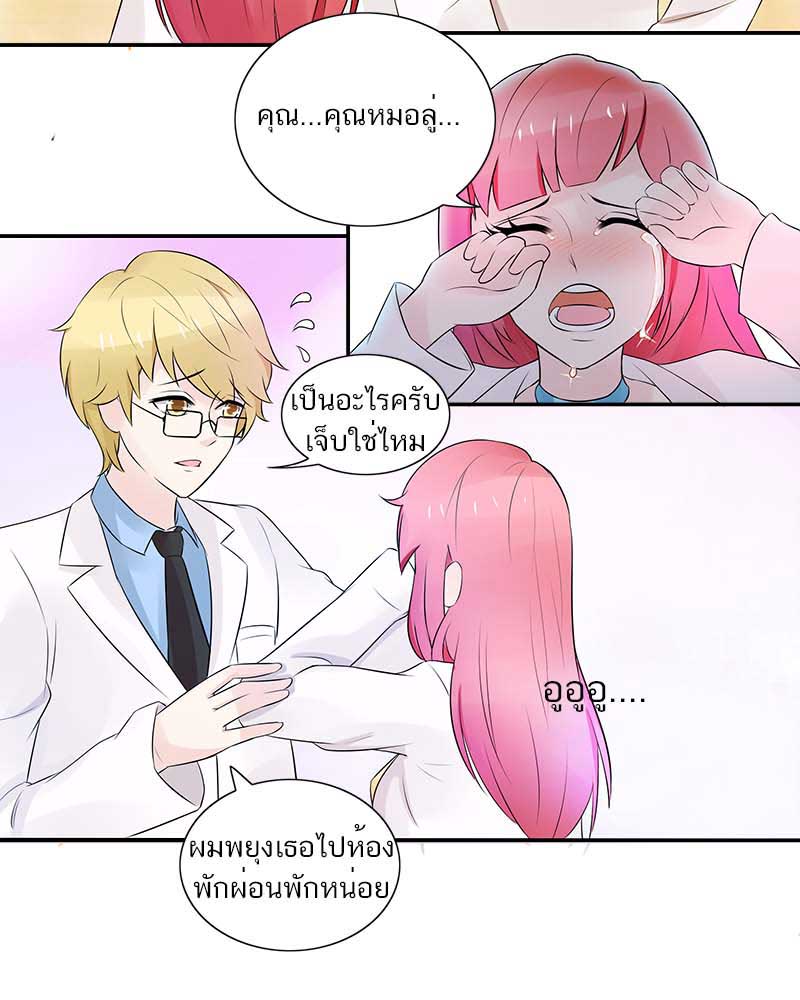 คุณ...คุณหมอลู่...
เป็นอะไรครับ
เจ็บใช่ไหม
อูอูอู....
ผมพยุงเธอไปห้อง
พักผ่อนพักหน่อย